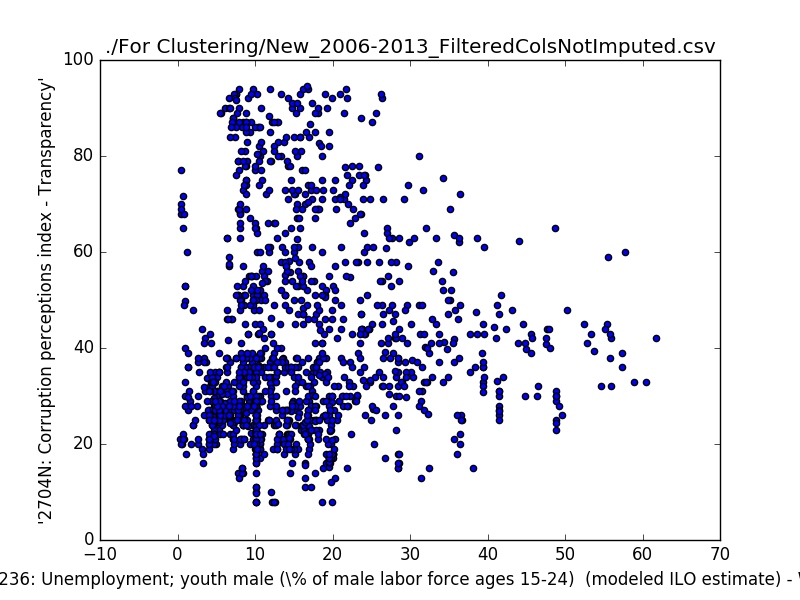 ./For Clustering/New_2006-2013_FilteredColsNotImputed.csv
100
80
60
40
20
0
'2704N: Corruption perceptions index - Transparency'
−10 0 10 20 30 40 50 60 70
236: Unemployment; youth male (\% of male labor force ages 15-24) (modeled ILO estimate) -